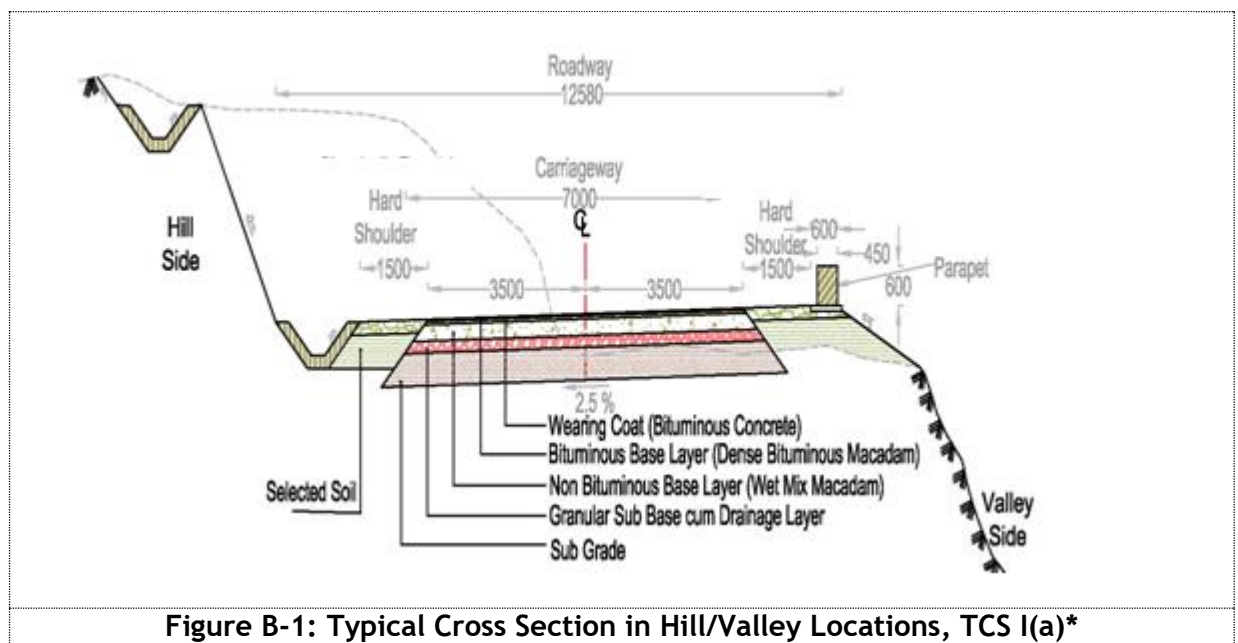 Roadway
12580
Carriageway
7000
Hard
Shoulder
1500
℄
Hard
Shoulder
1500
600
450
600
Parapet
Hill
Side
3500
3500
2.5 %
Wearing Coat (Bituminous Concrete)
Bituminous Base Layer (Dense Bituminous Macadam)
Non Bituminous Base Layer (Wet Mix Macadam)
Granular Sub Base cum Drainage Layer
Sub Grade
Selected Soil
Valley
Side
Figure B-1: Typical Cross Section in Hill/Valley Locations, TCS I(a)*